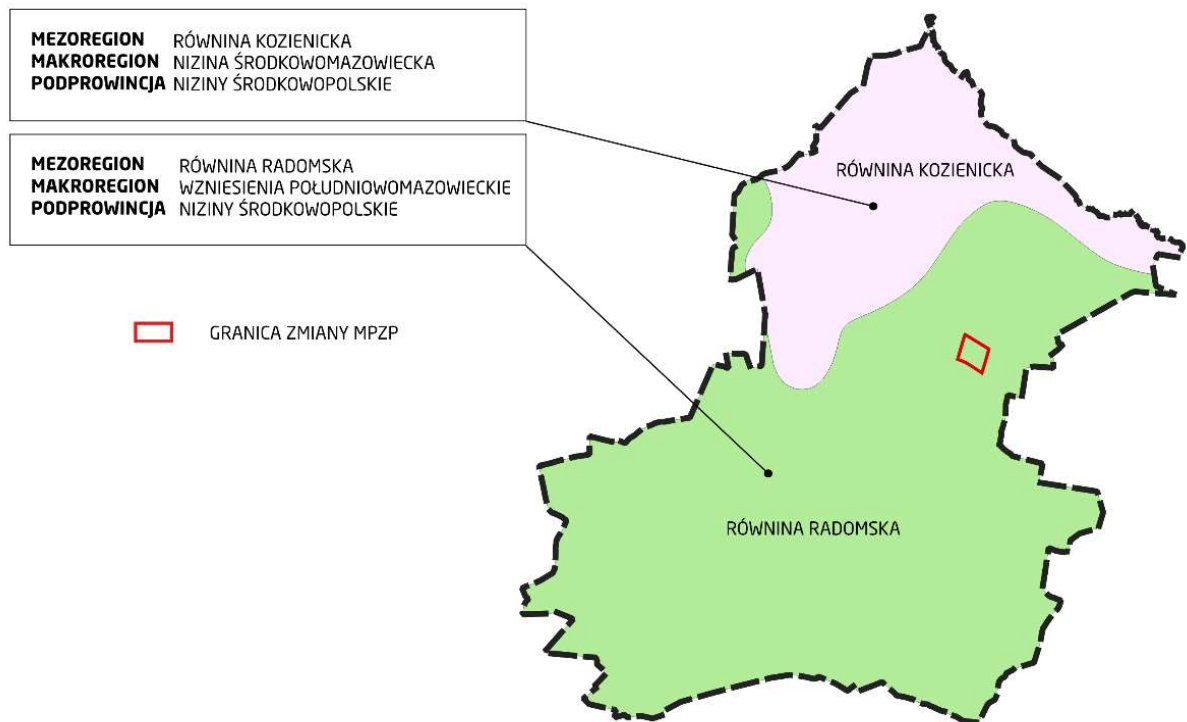 MEZOREGION RÓWNINA KOZIENICKA
MAKROREGION NIZINA ŚRODKOWOMAZOWIECKA
PODPROWINCJA NIZINY ŚRODKOWOPOLSKIE
MEZOREGION RÓWNINA RADOMSKA
MAKROREGION WZNIESIENIA POŁUDNIOWOMAZOWIECKIE
PODPROWINCJA NIZINY ŚRODKOWOPOLSKIE
RÓWNINA KOZIENICKA
GRANICA ZMIANY MPZP
RÓWNINA RADOMSKA